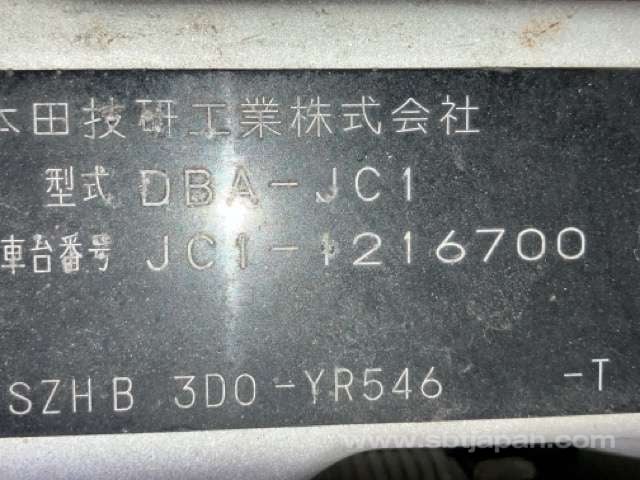 本田技研工業株式会社
型式 DBA-JC1
車台番号 JC1-1216700
SZHB 3D0-YR546 -T
www.sbtjapan.com